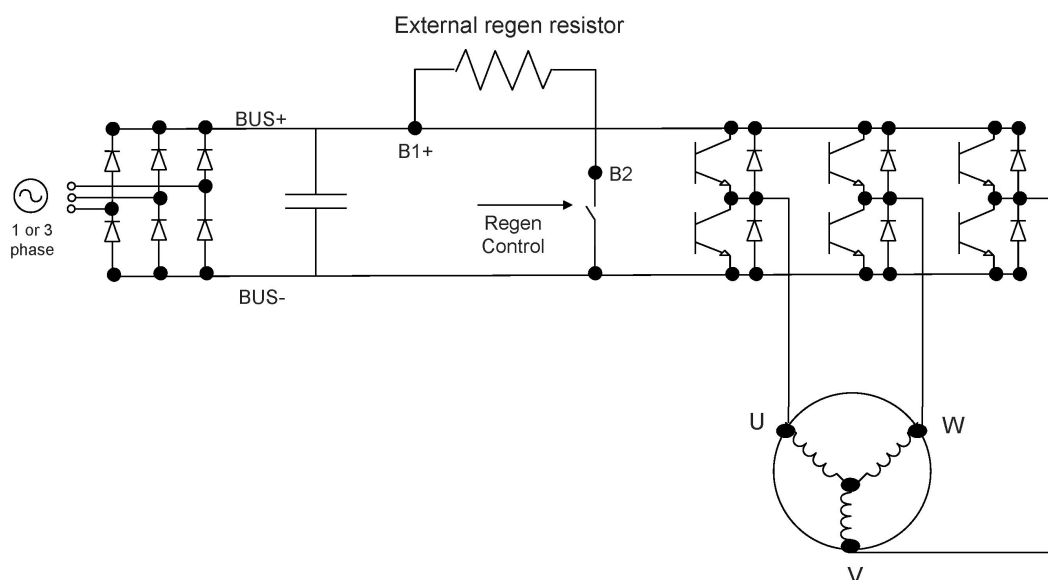 External regen resistor
BUS+
B1+
B2
1 or 3
phase
Regen
Control
BUS-
U
W
V